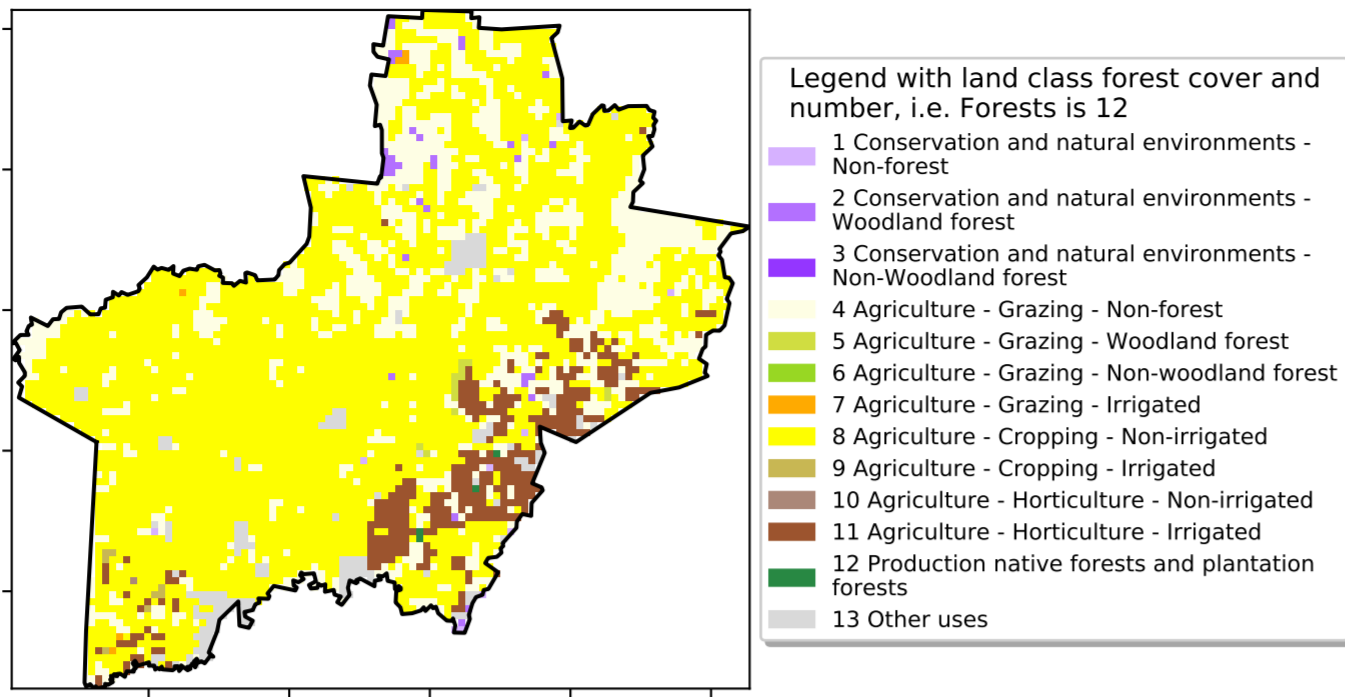 Legend with land class forest cover and
number, i.e. Forests is 12
1 Conservation and natural environments -
Non-forest
2 Conservation and natural environments -
Woodland forest
3 Conservation and natural environments -
Non-Woodland forest
4 Agriculture - Grazing - Non-forest
5 Agriculture - Grazing - Woodland forest
6 Agriculture - Grazing - Non-woodland forest
7 Agriculture - Grazing - Irrigated
8 Agriculture - Cropping - Non-irrigated
9 Agriculture - Cropping - Irrigated
10 Agriculture - Horticulture - Non-irrigated
11 Agriculture - Horticulture - Irrigated
12 Production native forests and plantation
forests
13 Other uses